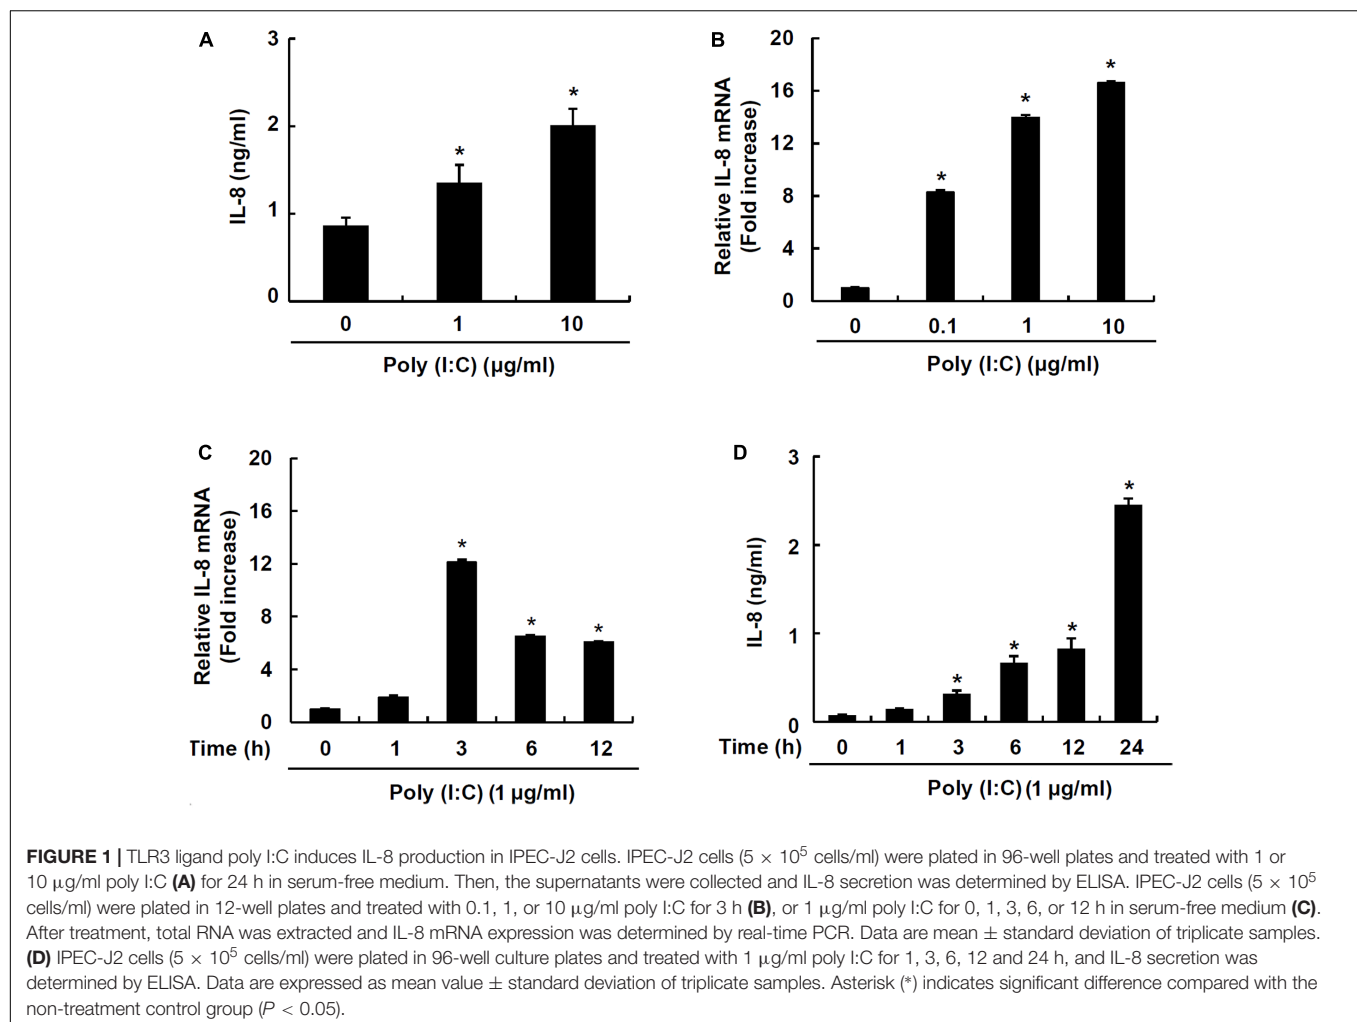 A
3
2
1
0
IL-8 (ng/ml)
*
*
0 1 10
Poly (I:C) (µg/ml)
B
20
16
12
8
4
0
Relative IL-8 mRNA
(Fold increase)
*
*
*
0 0.1 1 10
Poly (I:C) (µg/ml)
C
20
16
12
8
4
0
Relative IL-8 mRNA
(Fold increase)
*
*
*
Time (h) 0 1 3 6 12
Poly (I:C) (1 µg/ml)
D
3
2
1
0
IL-8 (ng/ml)
*
*
*
*
Time (h) 0 1 3 6 12 24
Poly (I:C) (1 µg/ml)
FIGURE 1 | TLR3 ligand poly I:C induces IL-8 production in IPEC-J2 cells. IPEC-J2 cells (5 × 10⁵ cells/ml) were plated in 96-well plates and treated with 1 or
10 µg/ml poly I:C (A) for 24 h in serum-free medium. Then, the supernatants were collected and IL-8 secretion was determined by ELISA. IPEC-J2 cells (5 × 10⁵
cells/ml) were plated in 12-well plates and treated with 0.1, 1, or 10 µg/ml poly I:C for 3 h (B), or 1 µg/ml poly I:C for 0, 1, 3, 6, or 12 h in serum-free medium (C).
After treatment, total RNA was extracted and IL-8 mRNA expression was determined by real-time PCR. Data are mean ± standard deviation of triplicate samples.
(D) IPEC-J2 cells (5 × 10⁵ cells/ml) were plated in 96-well culture plates and treated with 1 µg/ml poly I:C for 1, 3, 6, 12 and 24 h, and IL-8 secretion was
determined by ELISA. Data are expressed as mean value ± standard deviation of triplicate samples. Asterisk (*) indicates significant difference compared with the
non-treatment control group (P < 0.05).